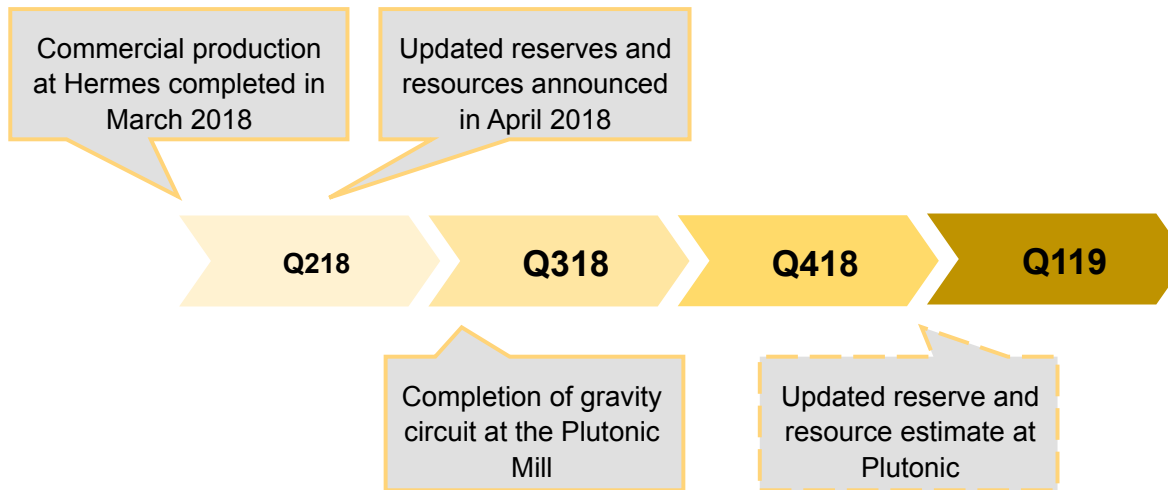 Commercial production
at Hermes completed in
March 2018
Updated reserves and
resources announced
in April 2018
Q218
Q318
Q418
Q119
Completion of gravity
circuit at the Plutonic
Mill
Updated reserve and
resource estimate at
Plutonic